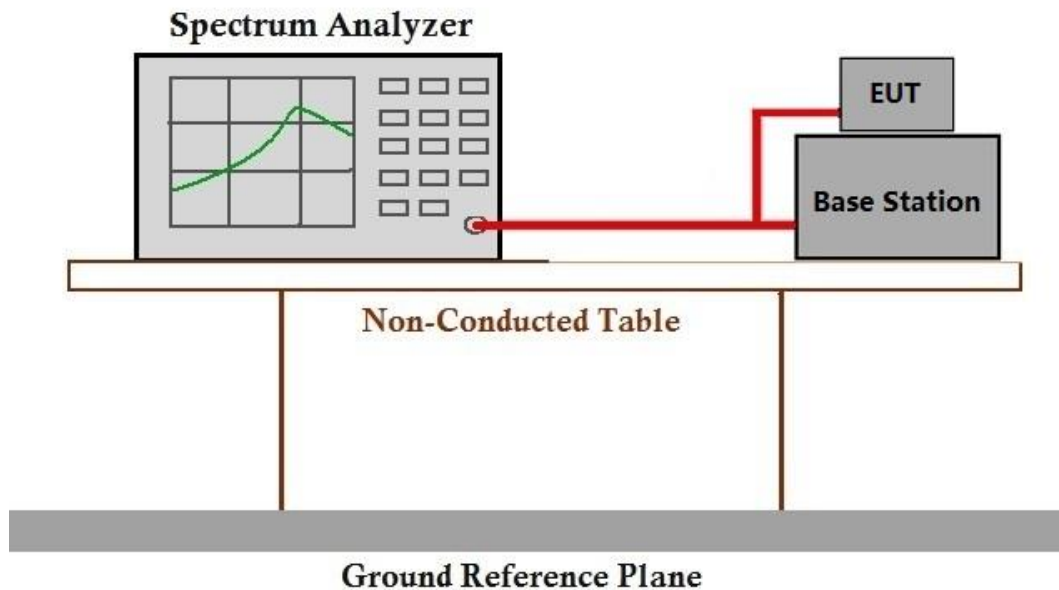 Spectrum Analyzer
EUT
Base Station
Non-Conducted Table
Ground Reference Plane